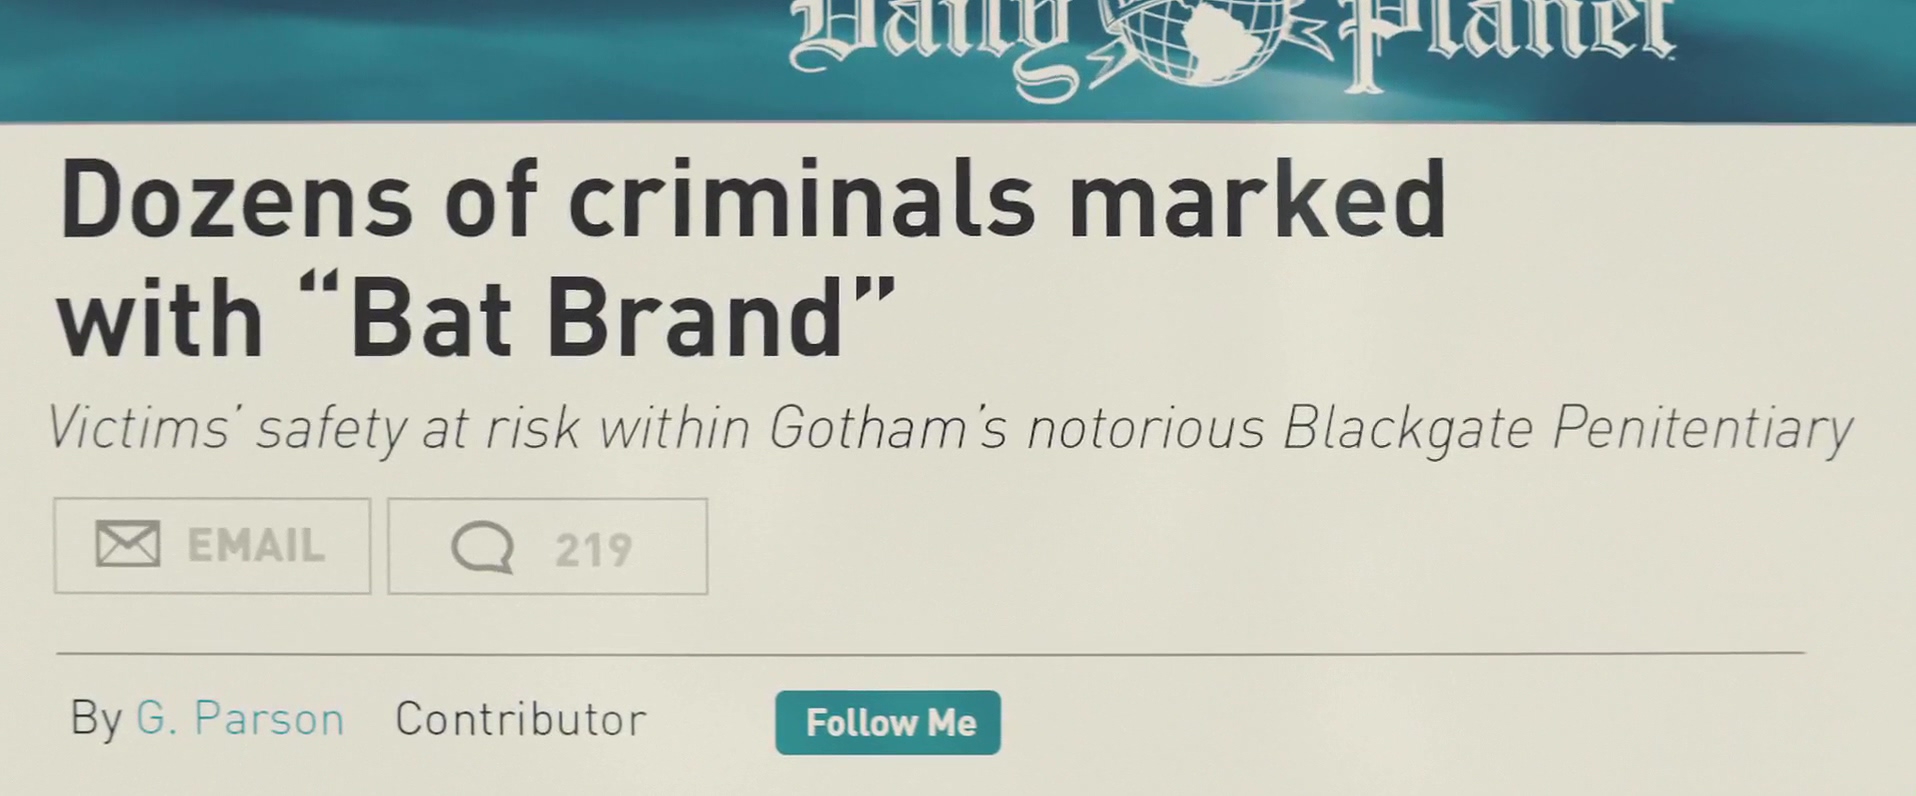 Daily Planet
Dozens of criminals marked
with “Bat Brand”
Victims’ safety at risk within Gotham’s notorious Blackgate Penitentiary
EMAIL
219
By G. Parson Contributor Follow Me